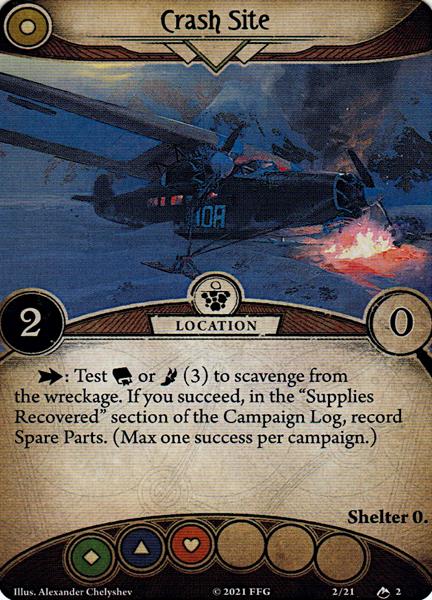 Crash Site
10A
2
LOCATION
0
: Test or (3) to scavenge from
the wreckage. If you succeed, in the “Supplies
Recovered” section of the Campaign Log, record
Spare Parts. (Max one success per campaign.)
Shelter 0.
Illus. Alexander Chelyshev © 2021 FFG 2/21 2